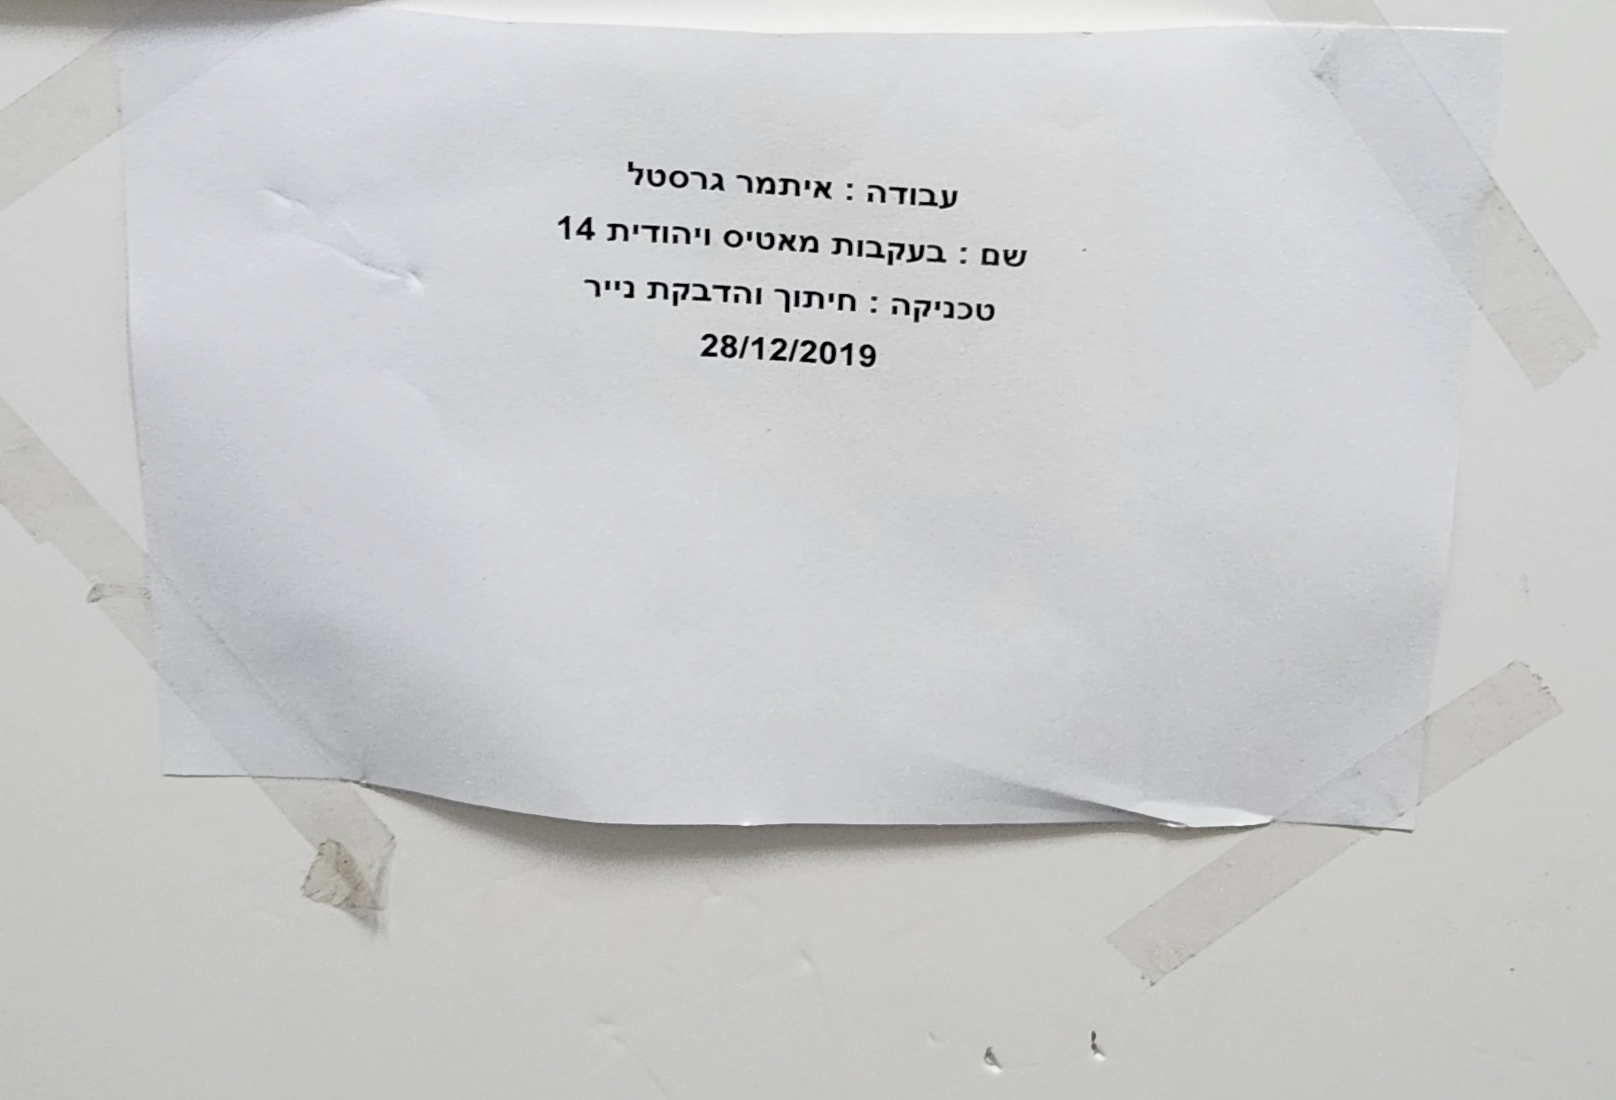 עבודה : איתמר גרסטל
שם : בעקבות מאטיס ויהודית 14
טכניקה : חיתוך והדבקת נייר
28/12/2019